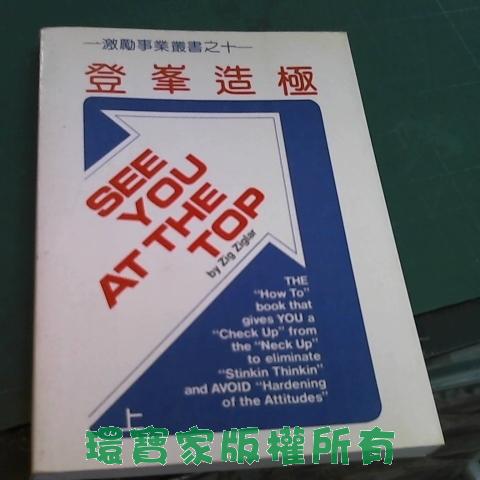 —激勵事業叢書之十—
登峯造極
SEE
YOU
AT THE
TOP
by Zig Ziglar
THE
"How To"
book that
gives YOU a
"Check Up" from
the "Neck Up"
to eliminate
"Stinkin Thinkin"
and AVOID "Hardening
of the Attitudes"
上
環寶家版權所有